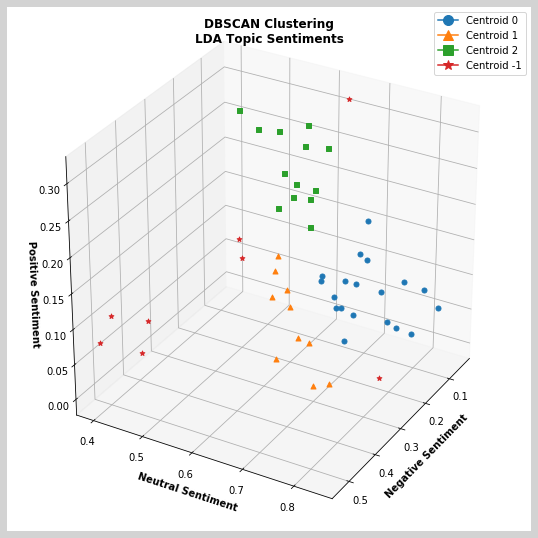 DBSCAN Clustering
LDA Topic Sentiments
Centroid 0
Centroid 1
Centroid 2
Centroid -1
0.30
0.25
0.20
0.15
0.10
0.05
0.00
Positive Sentiment
0.4
0.5
0.6
0.7
0.8
Neutral Sentiment
0.1
0.2
0.3
0.4
0.5
Negative Sentiment